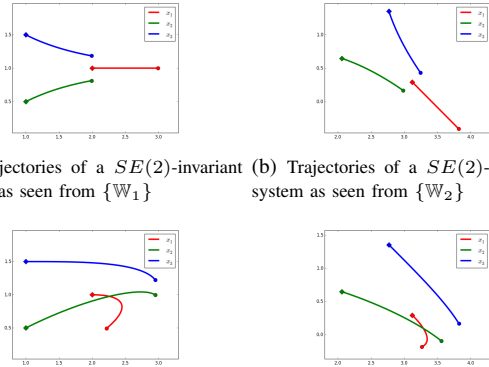 x₁
x₂
x₃
1.5
1.0
0.5
1.0 1.5 2.0 2.5 3.0
x₁
x₂
x₃
1.0
0.5
0.0
2.0 2.5 3.0 3.5 4.0
jectories of a SE(2)-invariant
as seen from {𝕎₁}
(b) Trajectories of a SE(2)-
system as seen from {𝕎₂}
x₁
x₂
x₃
1.5
1.0
0.5
1.0 1.5 2.0 2.5 3.0
x₁
x₂
x₃
1.5
1.0
0.5
0.0
2.0 2.5 3.0 3.5 4.0